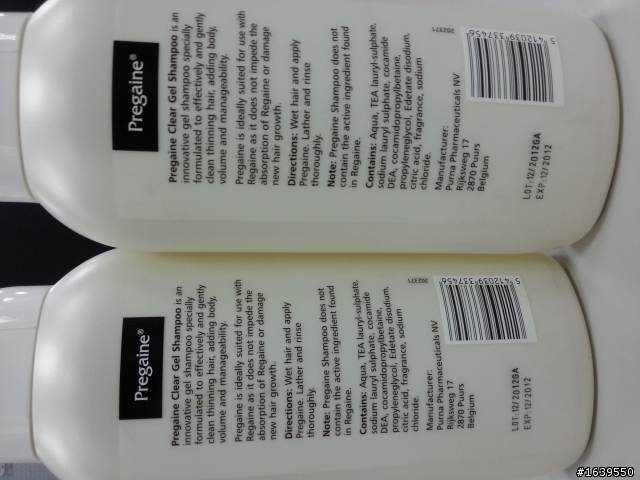 Pregaine®
Pregaine Clear Gel Shampoo is an
innovative gel shampoo specially
formulated to effectively and gently
clean thinning hair, adding body,
volume and manageability.
Pregaine is ideally suited for use with
Regaine as it does not impede the
absorption of Regaine or damage
new hair growth.
Directions: Wet hair and apply
Pregaine. Lather and rinse
thoroughly.
Note: Pregaine Shampoo does not
contain the active ingredient found
in Regaine.
Contains: Aqua, TEA lauryl-sulphate,
sodium lauryl sulphate, cocamide
DEA, cocamidopropylbetaine,
propyleneglycol, Edetate disodium,
citric acid, fragrance, sodium
chloride.
Manufacturer:
Purna Pharmaceuticals NV
Rijksweg 17
2870 Puurs
Belgium
202371
5 412039 337456
LOT.12/2012GA
EXP.12/2012
Pregaine®
Pregaine Clear Gel Shampoo is an
innovative gel shampoo specially
formulated to effectively and gently
clean thinning hair, adding body,
volume and manageability.
Pregaine is ideally suited for use with
Regaine as it does not impede the
absorption of Regaine or damage
new hair growth.
Directions: Wet hair and apply
Pregaine. Lather and rinse
thoroughly.
Note: Pregaine Shampoo does not
contain the active ingredient found
in Regaine.
Contains: Aqua, TEA lauryl-sulphate,
sodium lauryl sulphate, cocamide
DEA, cocamidopropylbetaine,
propyleneglycol, Edetate disodium,
citric acid, fragrance, sodium
chloride.
Manufacturer:
Purna Pharmaceuticals NV
Rijksweg 17
2870 Puurs
Belgium
202371
5 412039 337456
LOT.12/2012GA
EXP.12/2012
#1639550